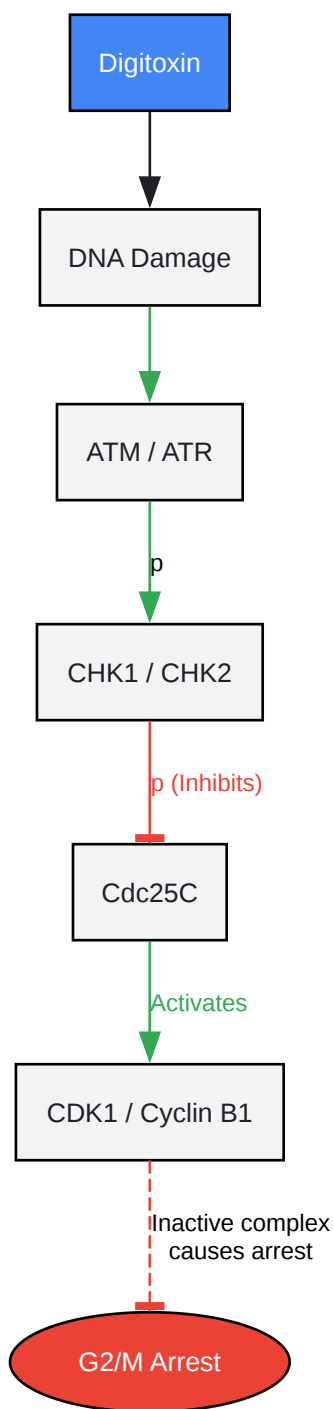 Digitoxin
DNA Damage
ATM / ATR
p
CHK1 / CHK2
p (Inhibits)
Cdc25C
Activates
CDK1 / Cyclin B1
Inactive complex
causes arrest
G2/M Arrest